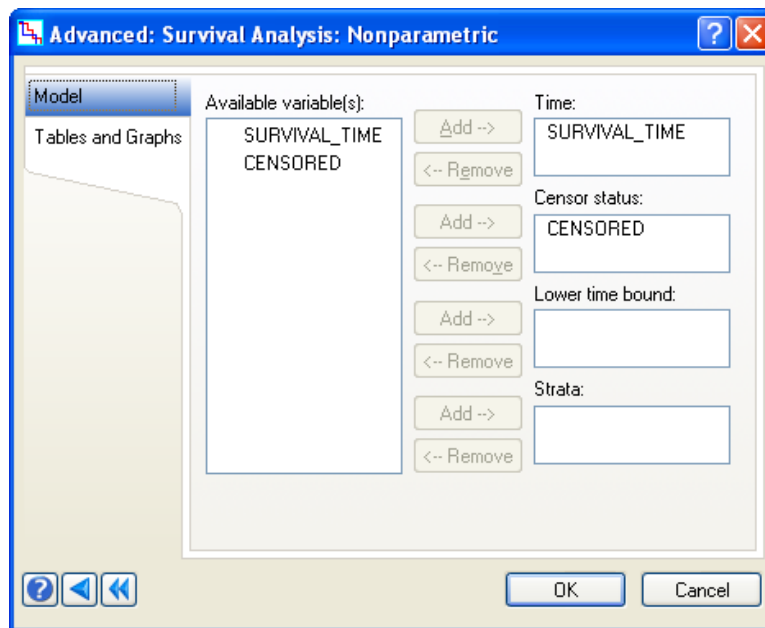 Advanced: Survival Analysis: Nonparametric
Model
Tables and Graphs
Available variable(s):
SURVIVAL_TIME
CENSORED
Add -->
<-- Remove
Add -->
<-- Remove
Add -->
<-- Remove
Add -->
<-- Remove
Time:
SURVIVAL_TIME
Censor status:
CENSORED
Lower time bound:
Strata:
OK
Cancel